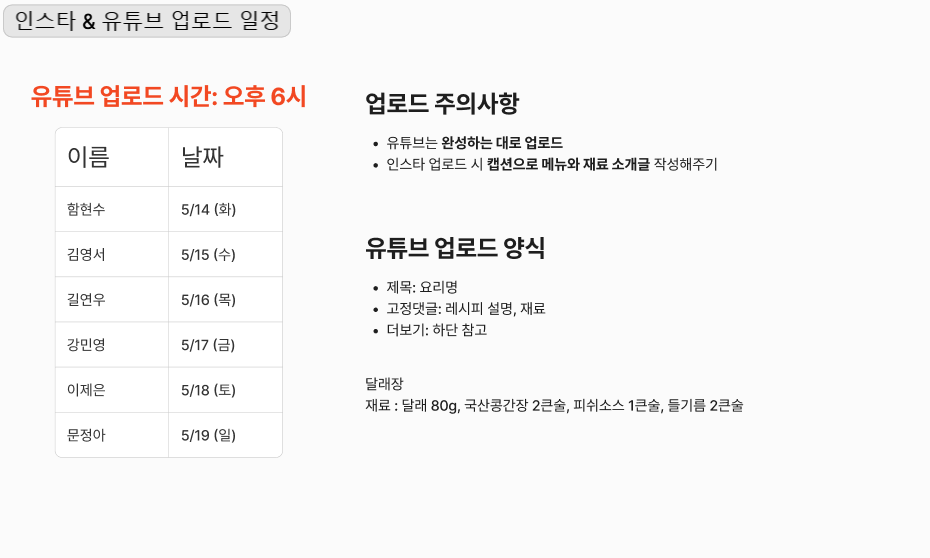 인스타 & 유튜브 업로드 일정
유튜브 업로드 시간: 오후 6시
이름 날짜
함현수 5/14 (화)
김영서 5/15 (수)
길연우 5/16 (목)
강민영 5/17 (금)
이제은 5/18 (토)
문정아 5/19 (일)
업로드 주의사항
• 유튜브는 완성하는 대로 업로드
• 인스타 업로드 시 캡션으로 메뉴와 재료 소개글 작성해주기
유튜브 업로드 양식
• 제목: 요리명
• 고정댓글: 레시피 설명, 재료
• 더보기: 하단 참고
달래장
재료 : 달래 80g, 국산콩간장 2큰술, 피쉬소스 1큰술, 들기름 2큰술